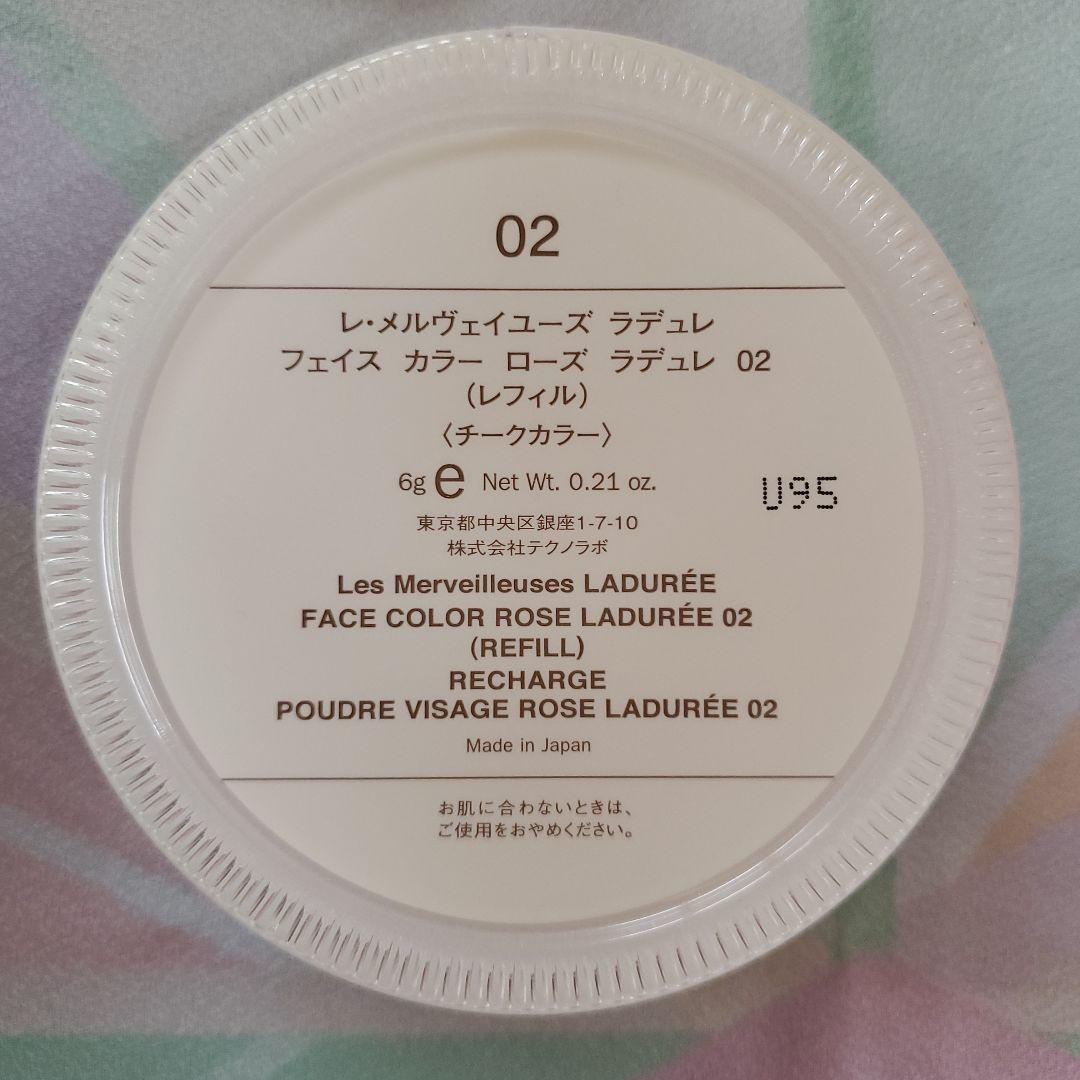 02
レ・メルヴェイユーズ ラデュレ
フェイス カラー ローズ ラデュレ 02
(レフィル)
〈チークカラー〉
6g e Net Wt. 0.21 oz.
U95
東京都中央区銀座1-7-10
株式会社テクノラボ
Les Merveilleuses LADURÉE
FACE COLOR ROSE LADURÉE 02
(REFILL)
RECHARGE
POUDRE VISAGE ROSE LADURÉE 02
Made in Japan
お肌に合わないときは、
ご使用をおやめください。